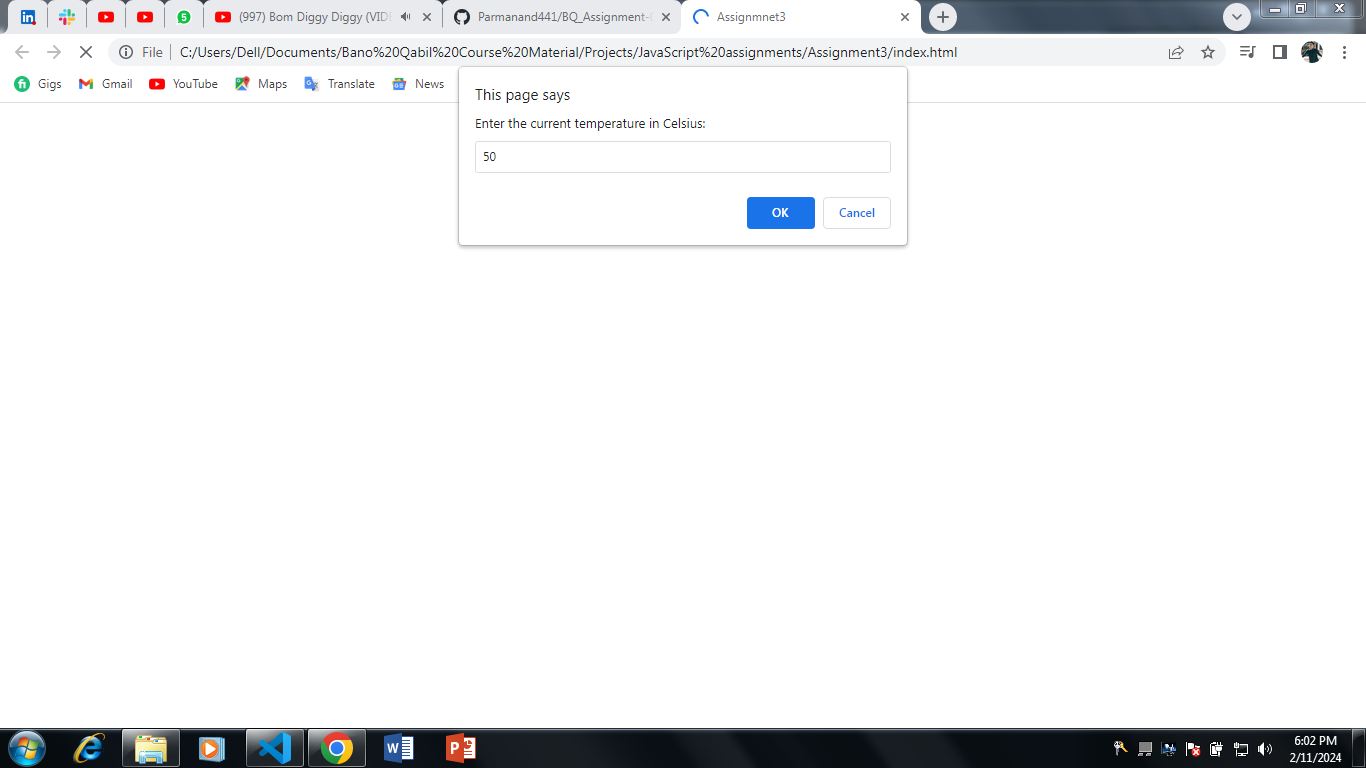 (997) Bom Diggy Diggy (VID
Parmanand441/BQ_Assignment-
Assignmnet3
File
C:/Users/Dell/Documents/Bano%20Qabil%20Course%20Material/Projects/JavaScript%20assignments/Assignment3/index.html
fi Gigs
Gmail
YouTube
Maps
Translate
News
This page says
Enter the current temperature in Celsius:
50
OK
Cancel
6:02 PM
2/11/2024